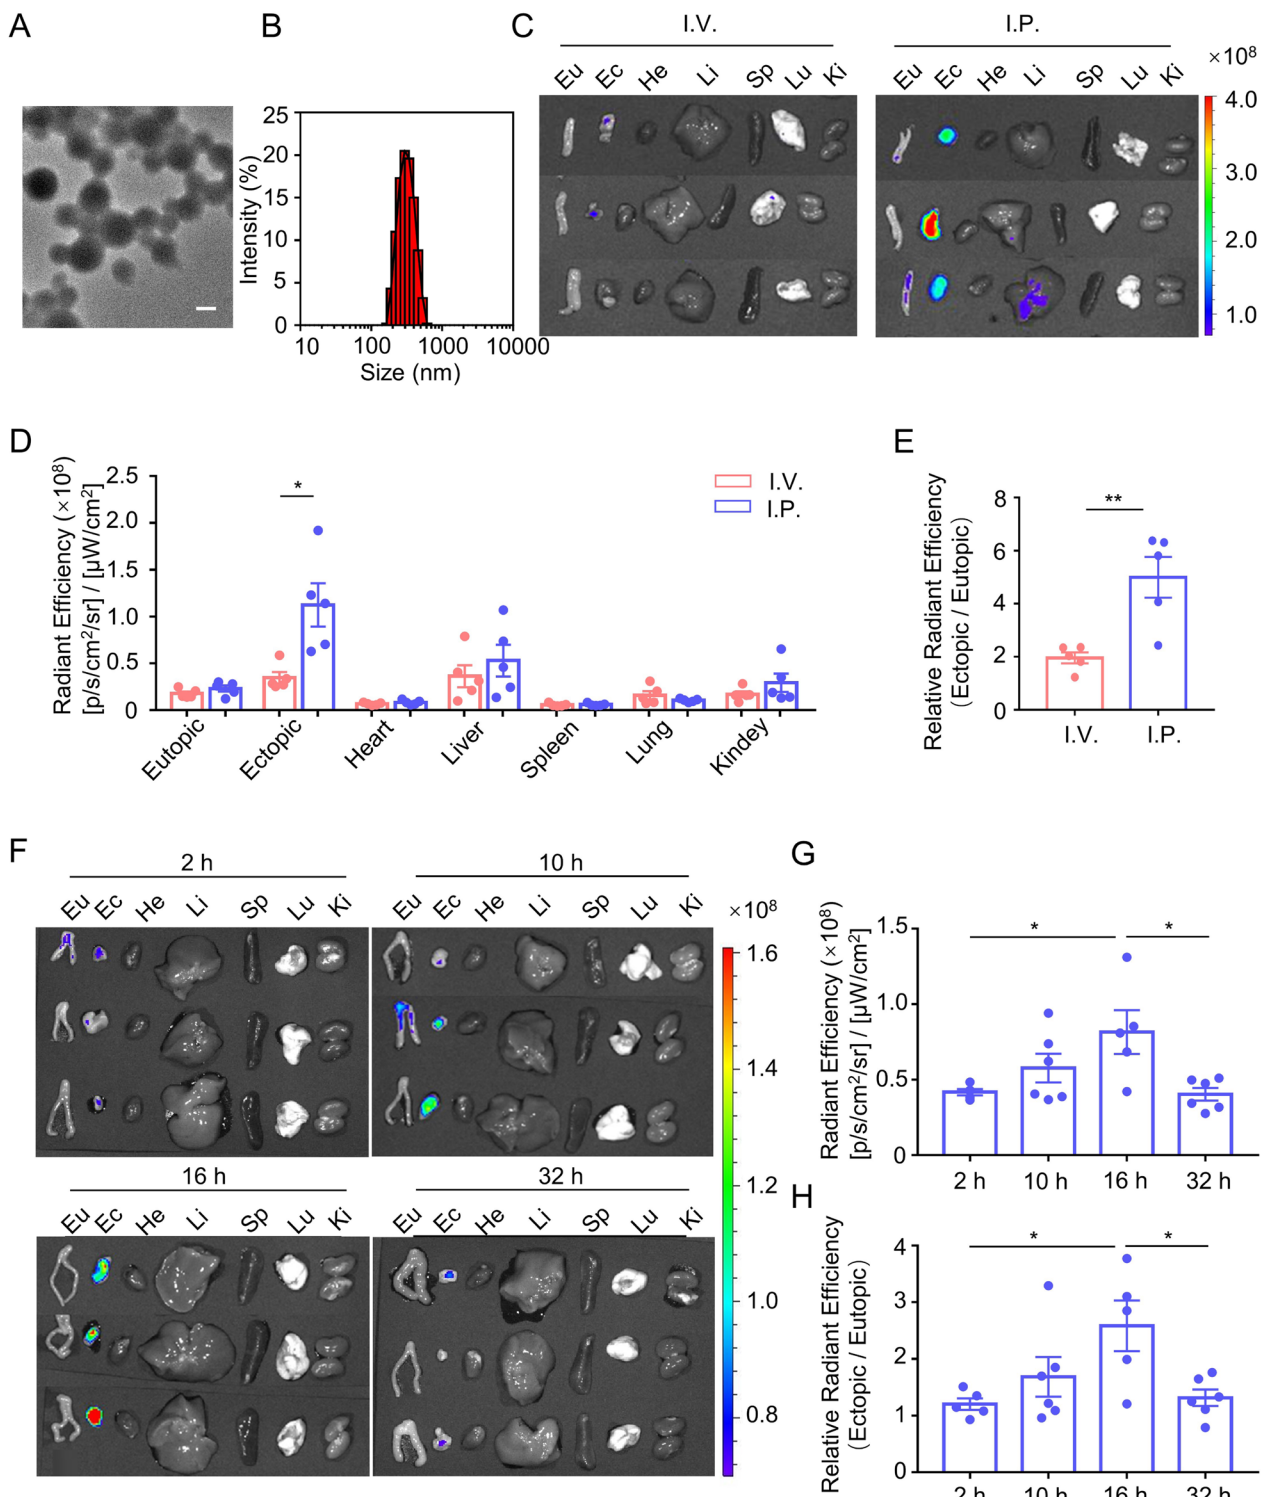 A
B
C
I.V.
I.P.
×10⁸
Eu Ec He Li Sp Lu Ki
Eu Ec He Li Sp Lu Ki
4.0
3.0
2.0
1.0
Intensity (%)
25
20
15
10
5
0
10 100 1000 10000
Size (nm)
D
Radiant Efficiency (×10⁸)
[p/s/cm²/sr] / [μW/cm²]
2.5
2.0
1.5
1.0
0.5
0
*
I.V.
I.P.
Eutopic Ectopic Heart Liver Spleen Lung Kindey
E
Relative Radiant Efficiency
(Ectopic / Eutopic)
8
6
4
2
0
**
I.V. I.P.
F
2 h
10 h
Eu Ec He Li Sp Lu Ki
Eu Ec He Li Sp Lu Ki
×10⁸
1.6
1.4
1.2
1.0
0.8
16 h
32 h
Eu Ec He Li Sp Lu Ki
Eu Ec He Li Sp Lu Ki
G
Radiant Efficiency (×10⁸)
[p/s/cm²/sr] / [μW/cm²]
1.5
1.0
0.5
0
* *
2 h 10 h 16 h 32 h
H
Relative Radiant Efficiency
(Ectopic / Eutopic)
4
3
2
1
0
* *
2 h 10 h 16 h 32 h